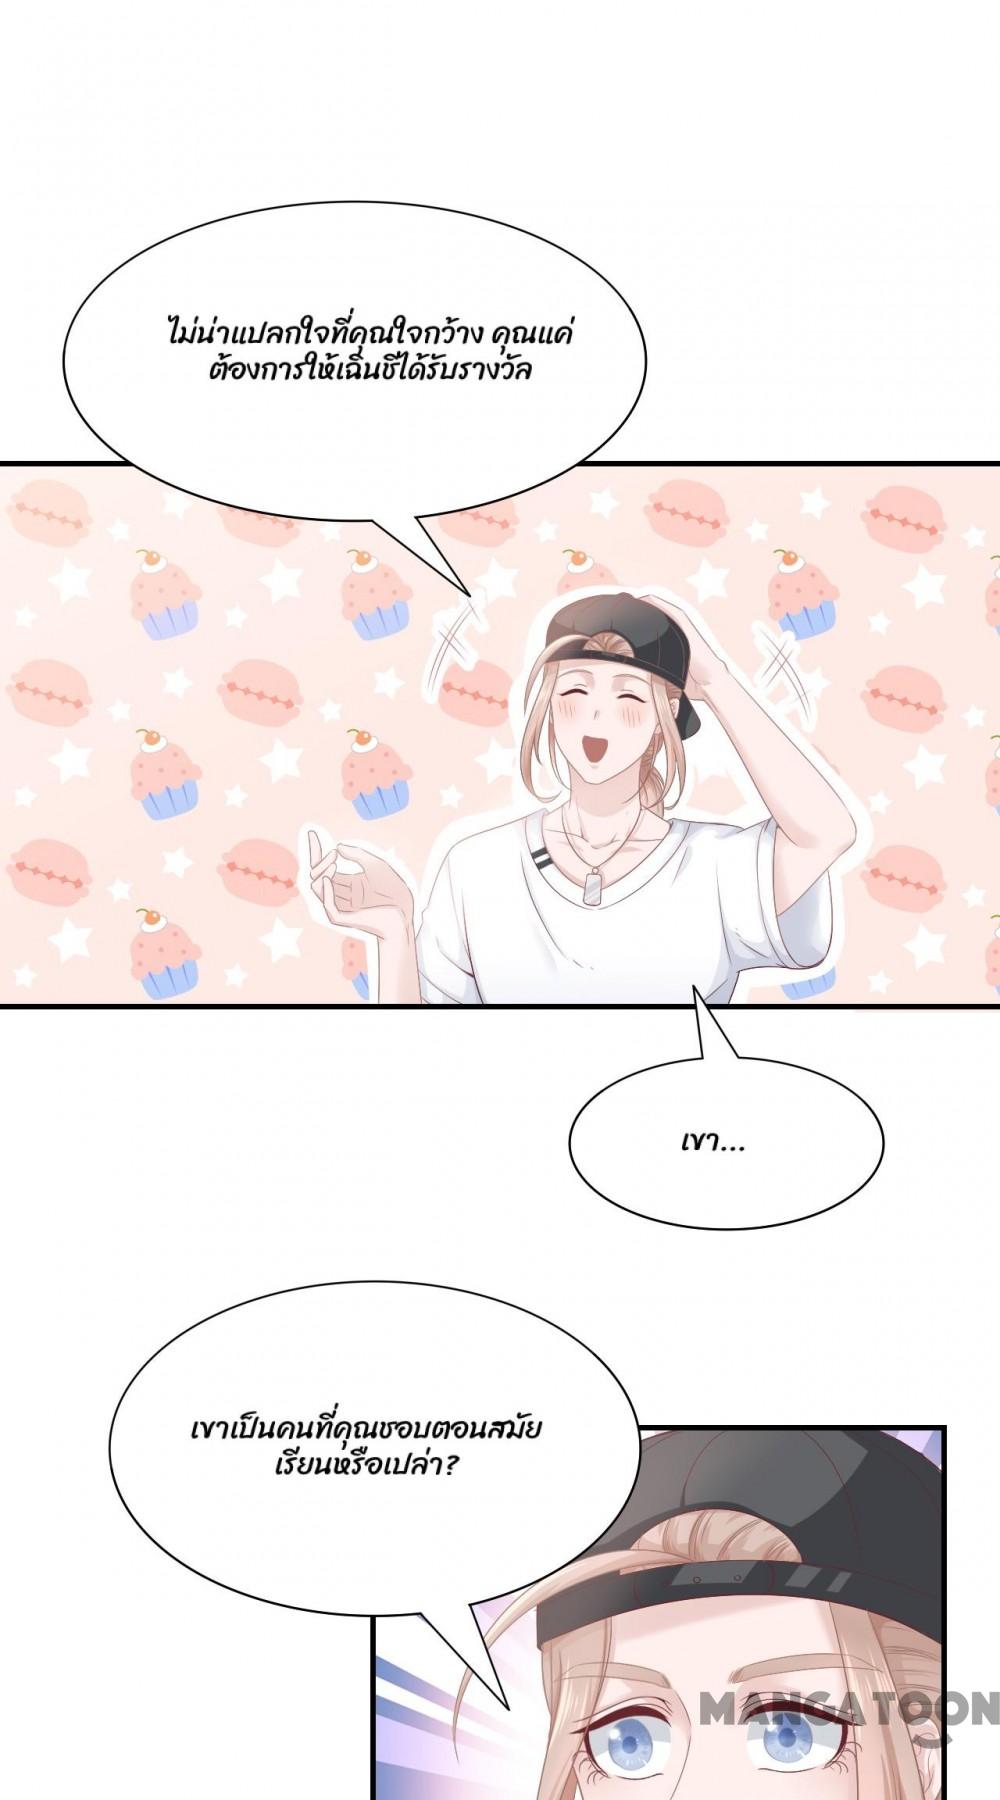 ไม่น่าแปลกใจที่คุณใจกว้าง คุณแค่
ต้องการให้เฉินซีได้รับรางวัล
เขา...
เขาเป็นคนที่คุณชอบตอนสมัย
เรียนหรือเปล่า?
MANGATOON